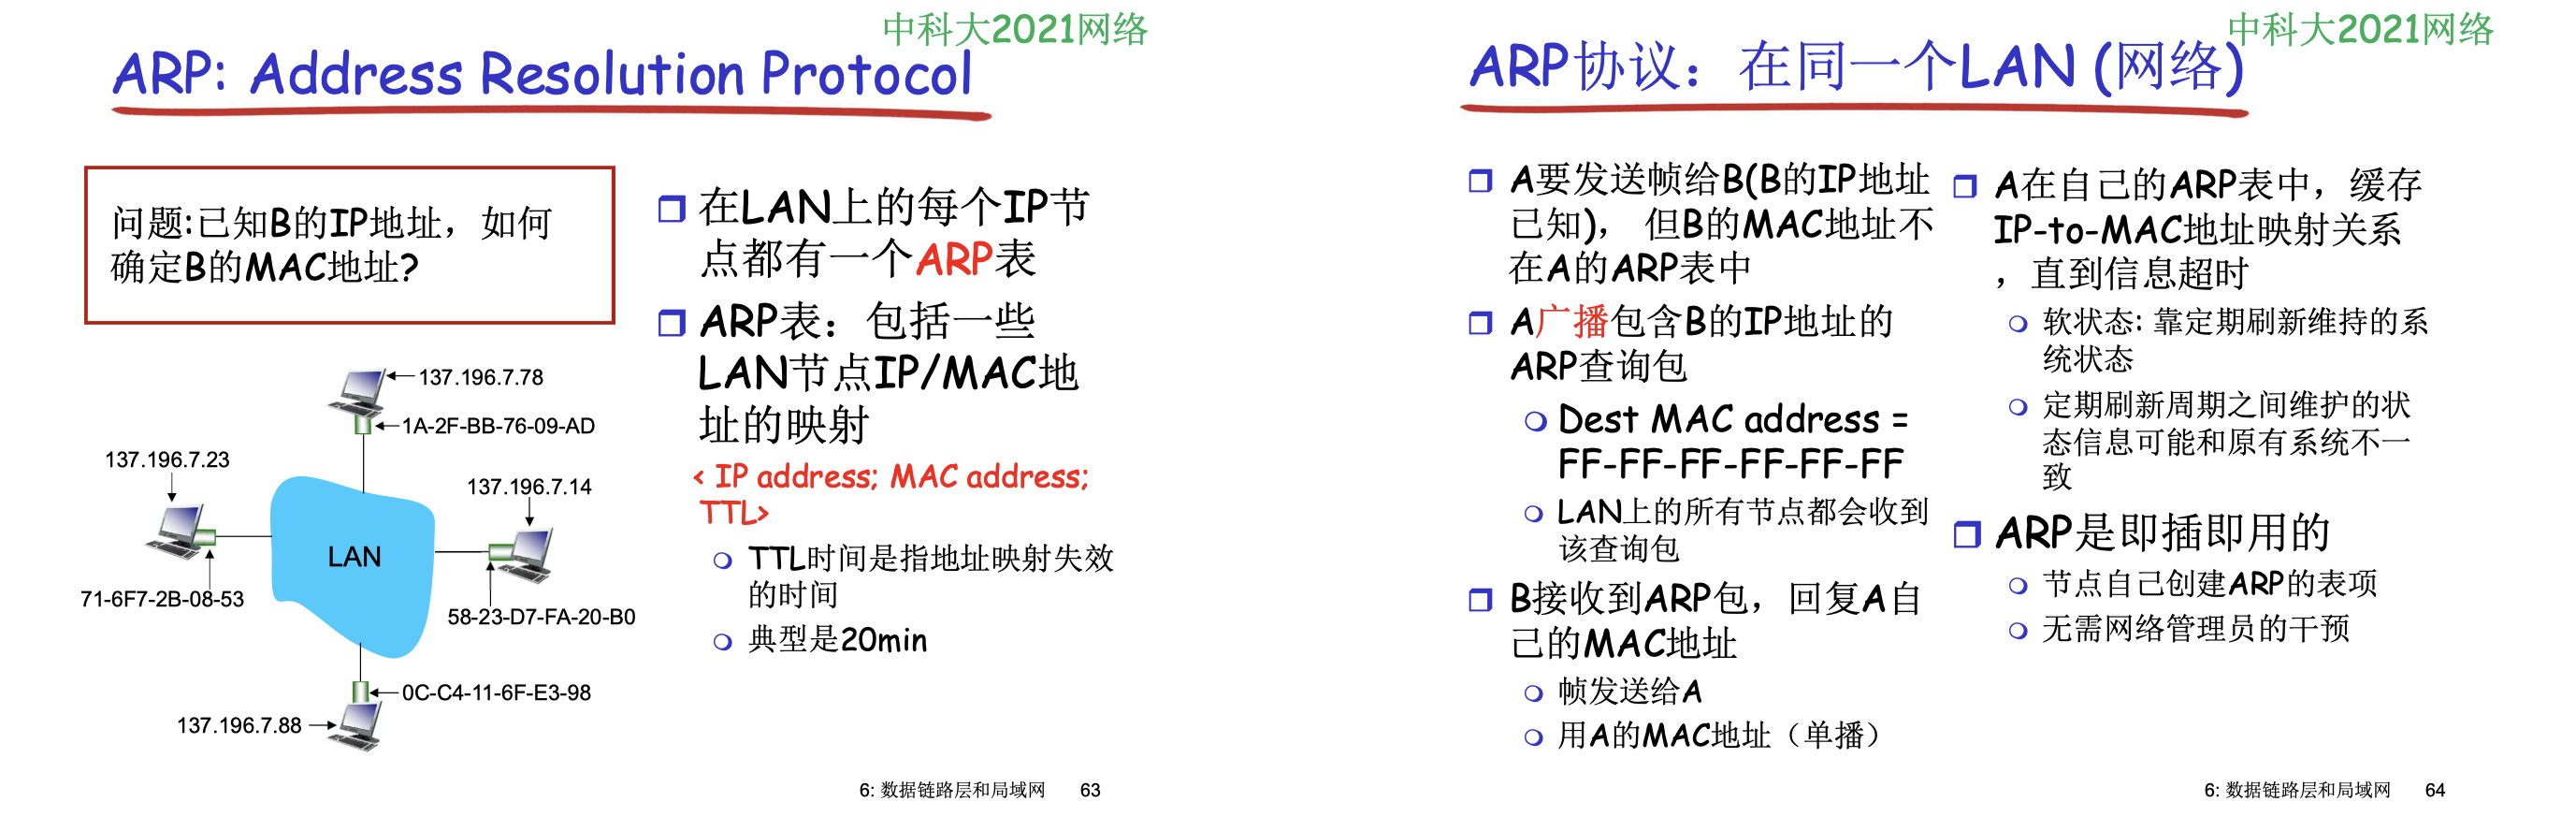 中科大2021网络
ARP: Address Resolution Protocol
问题:已知B的IP地址，如何
确定B的MAC地址?
137.196.7.78
1A-2F-BB-76-09-AD
137.196.7.23
137.196.7.14
LAN
71-6F7-2B-08-53
58-23-D7-FA-20-B0
0C-C4-11-6F-E3-98
137.196.7.88
在LAN上的每个IP节
点都有一个ARP表
ARP表：包括一些
LAN节点IP/MAC地
址的映射
< IP address; MAC address;
TTL>
TTL时间是指地址映射失效
的时间
典型是20min
6: 数据链路层和局域网 63
中科大2021网络
ARP协议：在同一个LAN (网络)
A要发送帧给B(B的IP地址
已知)， 但B的MAC地址不
在A的ARP表中
A广播包含B的IP地址的
ARP查询包
Dest MAC address =
FF-FF-FF-FF-FF-FF
LAN上的所有节点都会收到
该查询包
B接收到ARP包，回复A自
己的MAC地址
帧发送给A
用A的MAC地址（单播）
A在自己的ARP表中，缓存
IP-to-MAC地址映射关系
，直到信息超时
软状态: 靠定期刷新维持的系
统状态
定期刷新周期之间维护的状
态信息可能和原有系统不一
致
ARP是即插即用的
节点自己创建ARP的表项
无需网络管理员的干预
6: 数据链路层和局域网 64